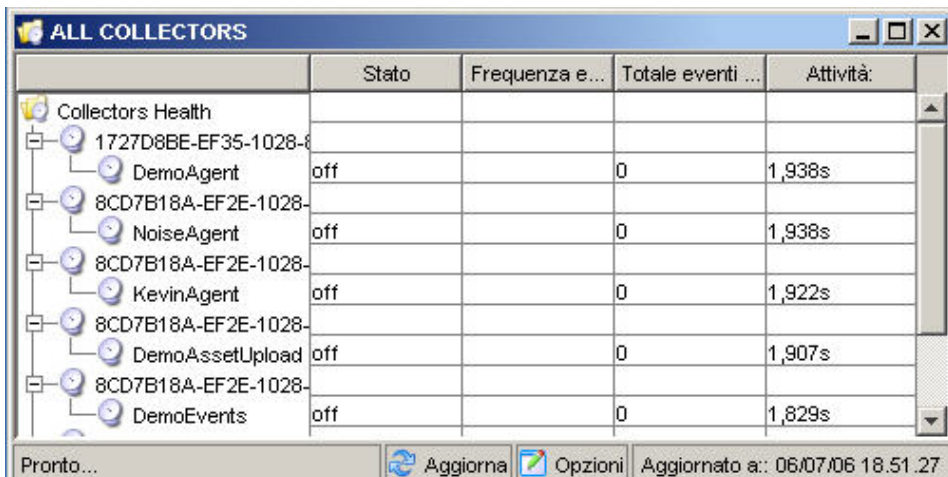 ALL COLLECTORS
Stato Frequenza e... Totale eventi ... Attività:
Collectors Health
1727D8BE-EF35-1028-
DemoAgent off 0 1,938s
8CD7B18A-EF2E-1028-
NoiseAgent off 0 1,938s
8CD7B18A-EF2E-1028-
KevinAgent off 0 1,922s
8CD7B18A-EF2E-1028-
DemoAssetUpload off 0 1,907s
8CD7B18A-EF2E-1028-
DemoEvents off 0 1,829s
Pronto... Aggiorna Opzioni Aggiornato a:: 06/07/06 18.51.27